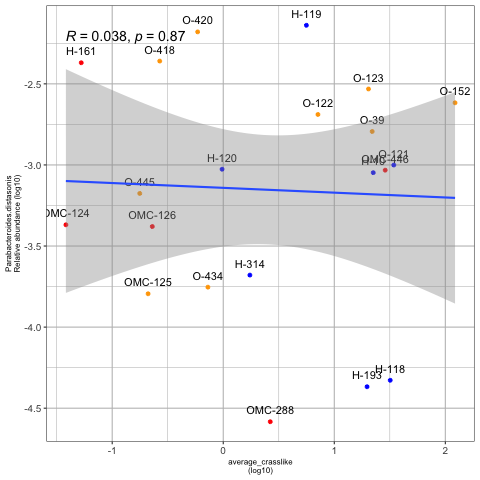 O-420
H-119
R = 0.038, p = 0.87
H-161
O-418
O-123
O-152
O-122
O-39
O-121
OMC-446
H-120
O-445
OMC-124
OMC-126
H-314
O-434
OMC-125
H-118
H-193
OMC-288
-2.5
-3.0
-3.5
-4.0
-4.5
-1
0
1
2
Parabacteroides.distasonis
Relative abundance (log10)
average_crasslike
(log10)